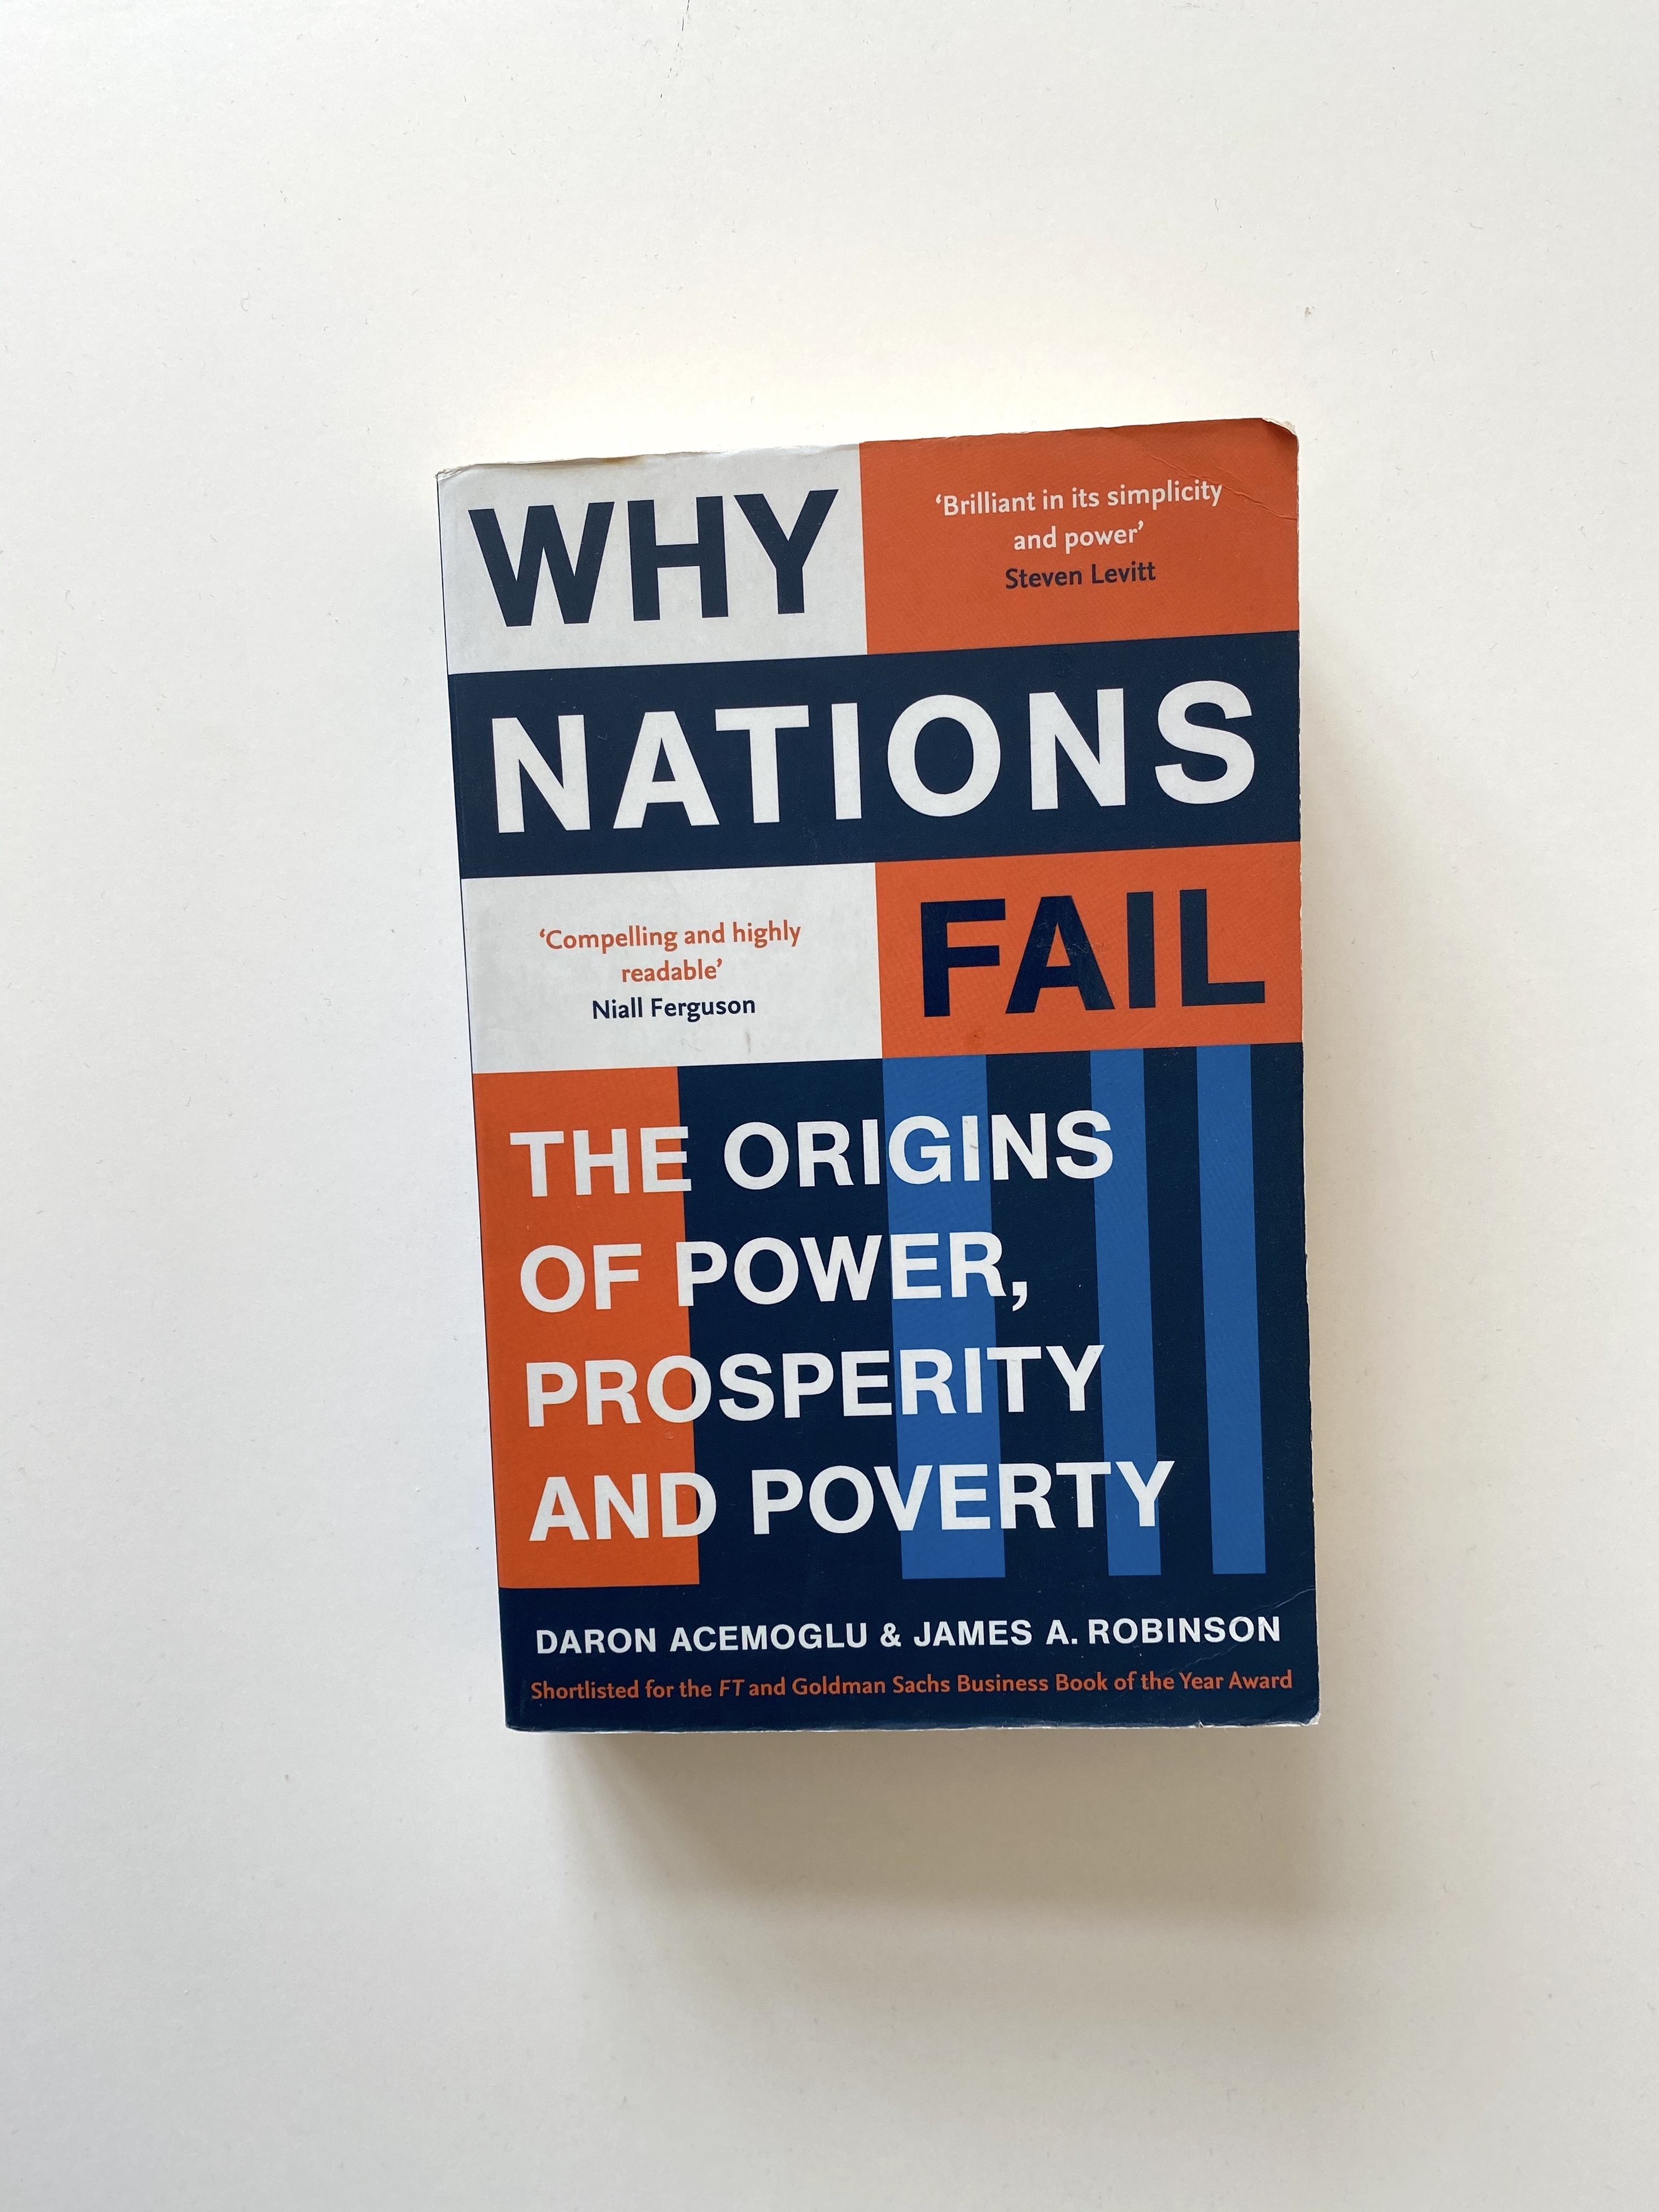 WHY
‘Brilliant in its simplicity
and power’
Steven Levitt
NATIONS
‘Compelling and highly
readable’
Niall Ferguson
FAIL
THE ORIGINS
OF POWER,
PROSPERITY
AND POVERTY
DARON ACEMOGLU & JAMES A. ROBINSON
Shortlisted for the FT and Goldman Sachs Business Book of the Year Award